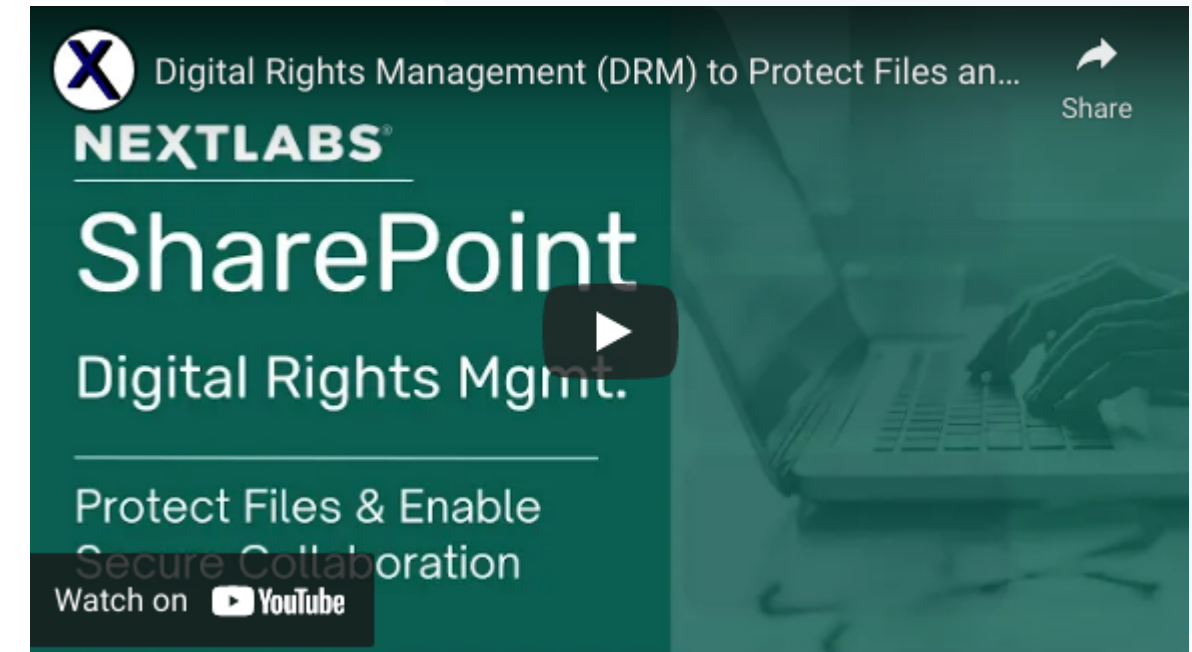 X
Digital Rights Management (DRM) to Protect Files an...
Share
NEXTLABS®
SharePoint
Digital Rights Mgmt.
Protect Files & Enable
Secure Collaboration
Watch on YouTube